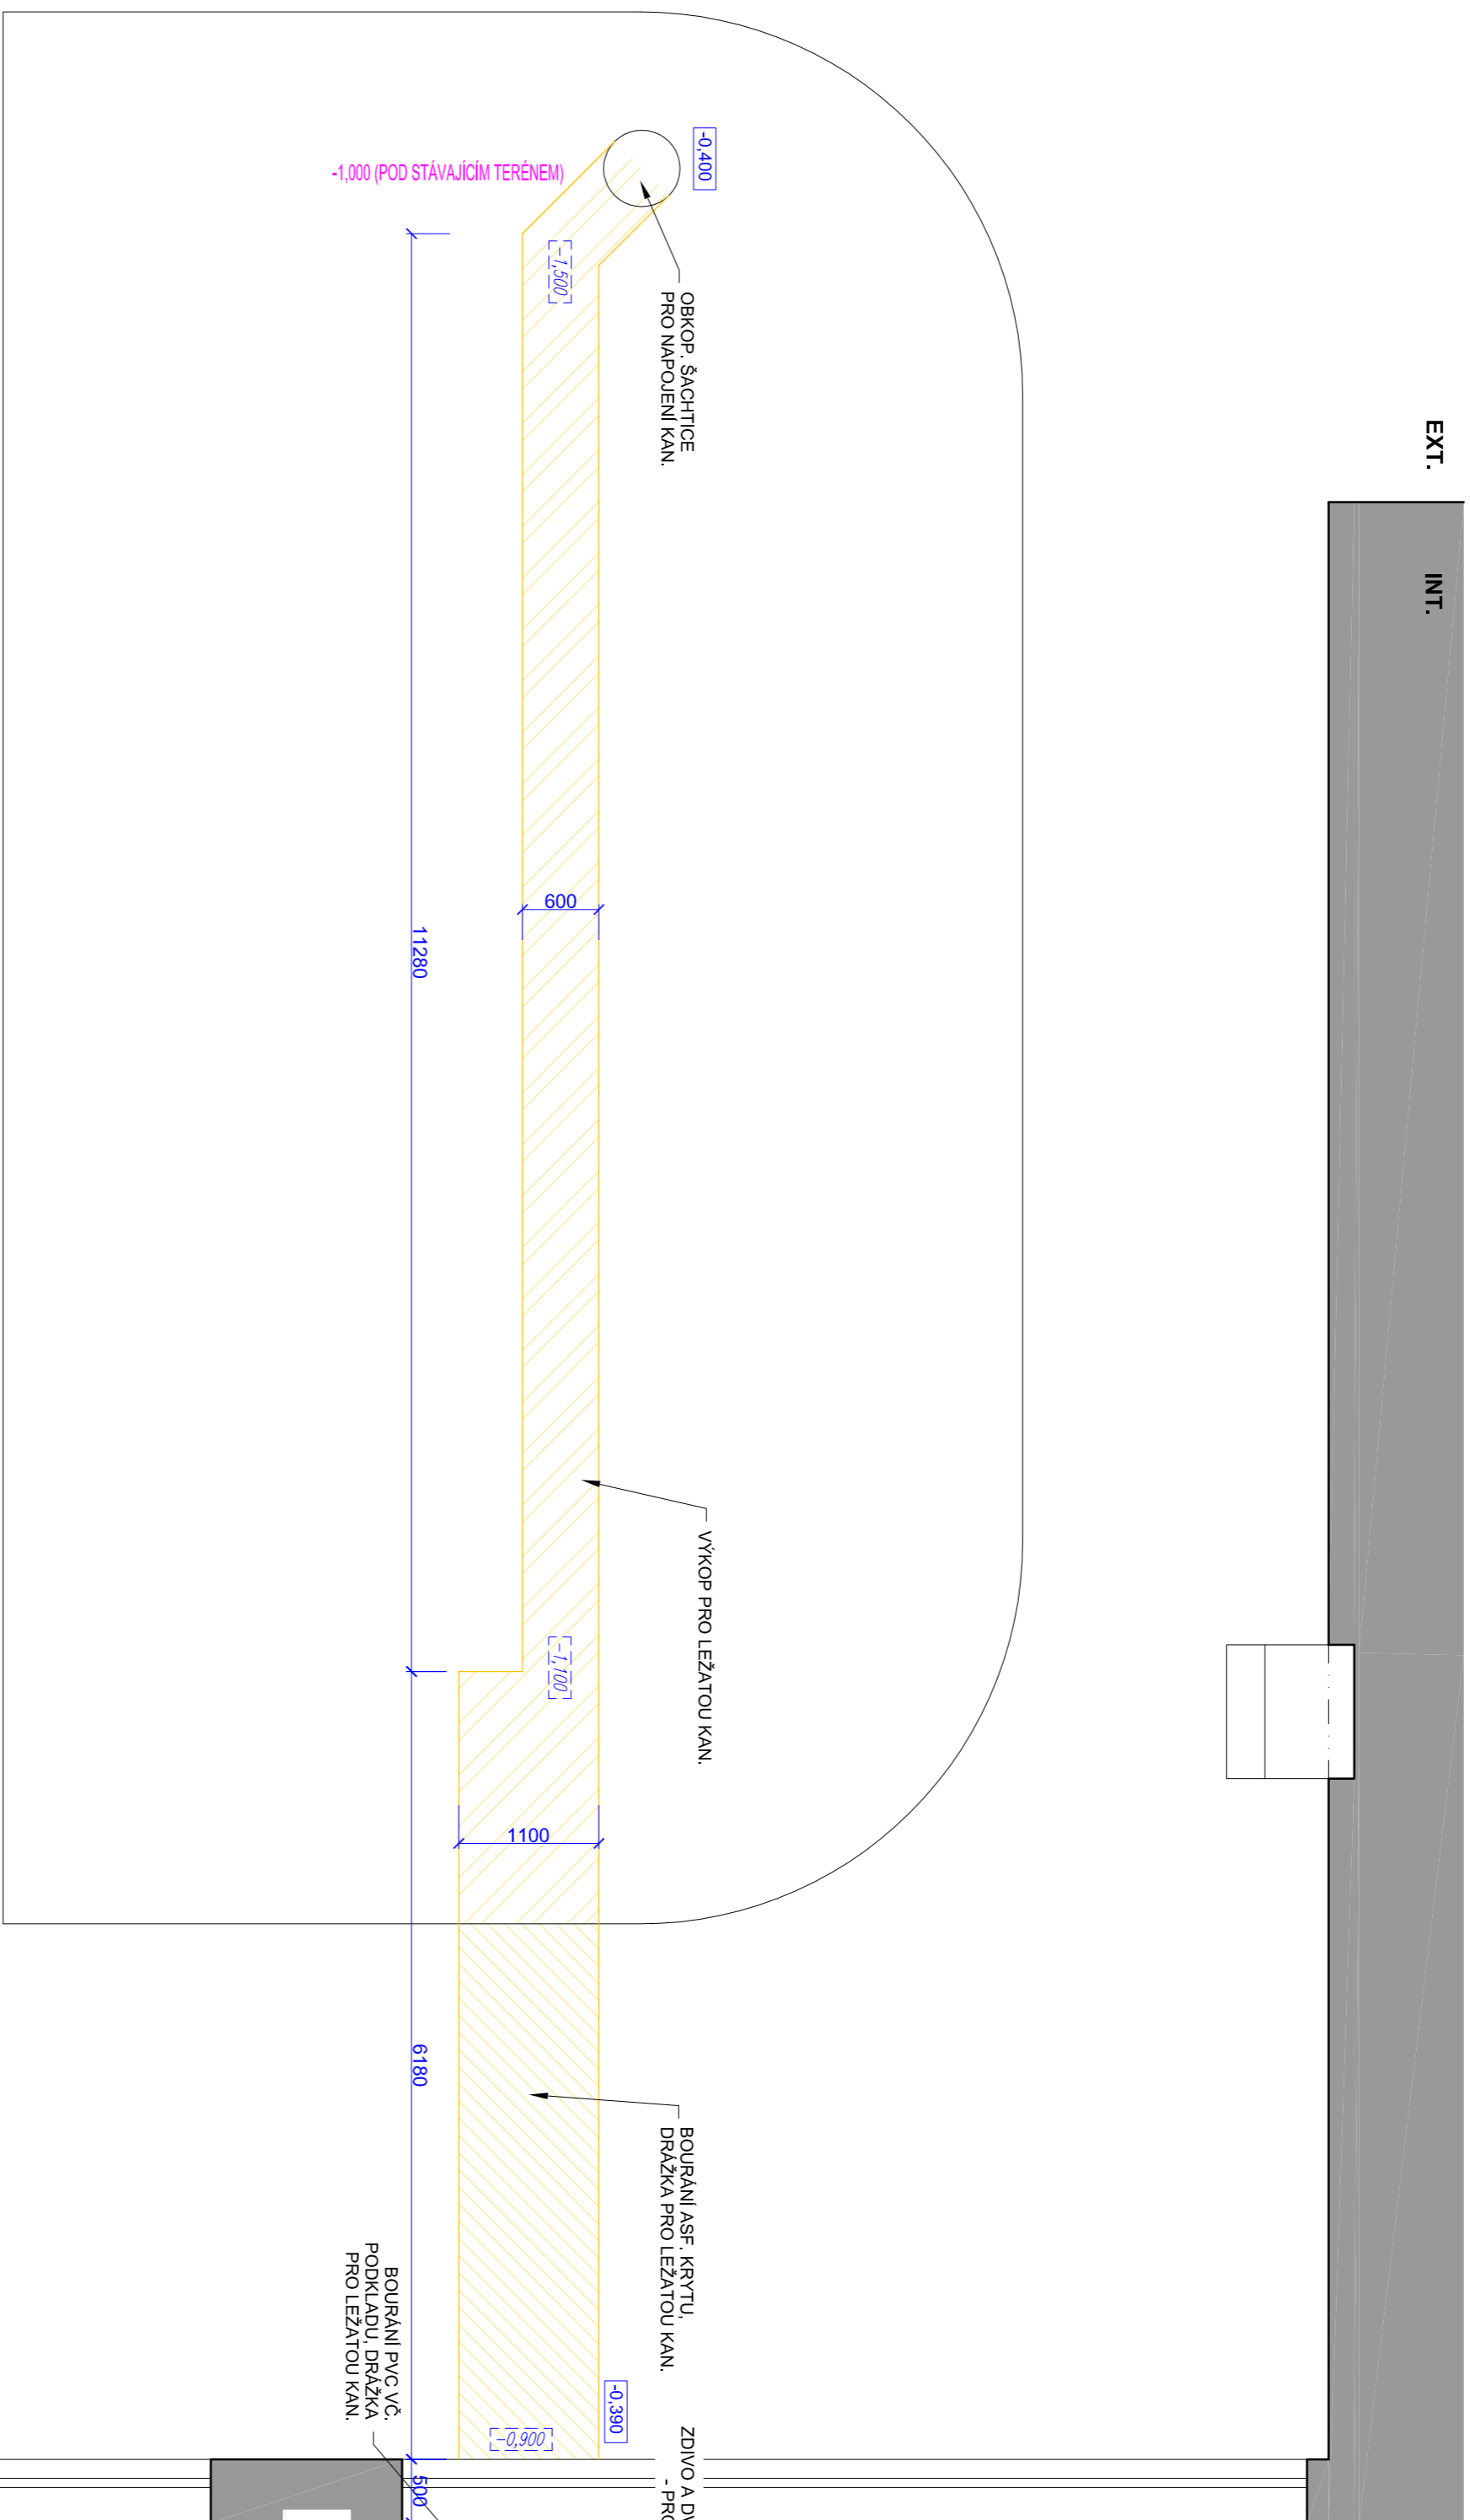 EXT.
INT.
-0,400
-1,000 (POD STÁVAJÍCÍM TERÉNEM)
-1,500
OBKOP. ŠACHTICE
PRO NAPOJENÍ KAN.
600
11280
VÝKOP PRO LEŽATOU KAN.
-1,100
1100
6180
BOURÁNÍ ASF. KRYTU,
DRÁŽKA PRO LEŽATOU KAN.
BOURÁNÍ PVC VČ.
PODKLADU, DRÁŽKA
PRO LEŽATOU KAN.
-0,390
-0,900
ZDIVO A
- PRO
500